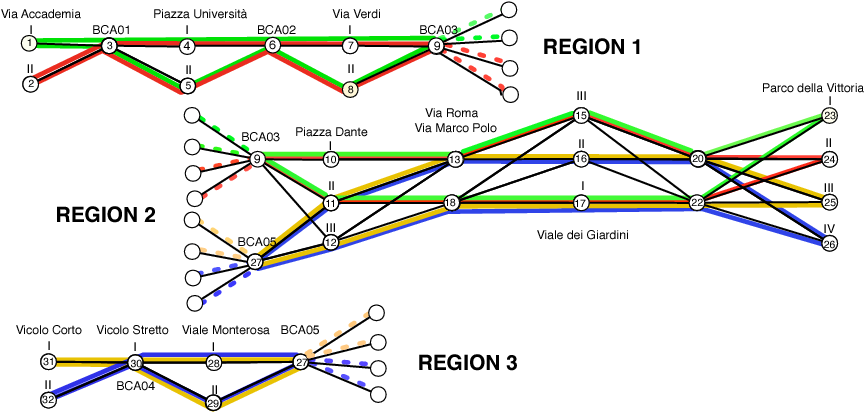 Via Accademia
Piazza Università
Via Verdi
BCA01
BCA02
BCA03
I
I
I
1
3
4
6
7
9
REGION 1
II
II
II
2
5
8
Parco della Vittoria
III
Via Roma
Via Marco Polo
15
23
BCA03
Piazza Dante
I
I
9
10
13
II
16
20
II
24
REGION 2
II
11
18
I
17
22
III
25
III
12
BCA05
27
Viale dei Giardini
IV
26
Vicolo Corto
Vicolo Stretto
Viale Monterosa
BCA05
I
I
I
31
30
28
27
REGION 3
II
32
BCA04
II
29